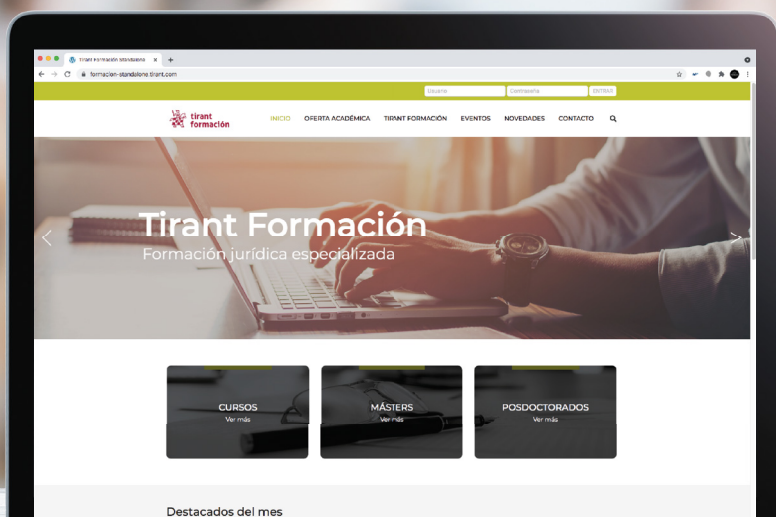 Tirant Formación Standalone
formacion-standalone.tirant.com
Usuario
Contraseña
ENTRAR
tirant
formación
INICIO
OFERTA ACADÉMICA
TIRANT FORMACIÓN
EVENTOS
NOVEDADES
CONTACTO
Tirant Formación
Formación jurídica especializada
CURSOS
Ver más
MÁSTERS
Ver más
POSDOCTORADOS
Ver más
Destacados del mes